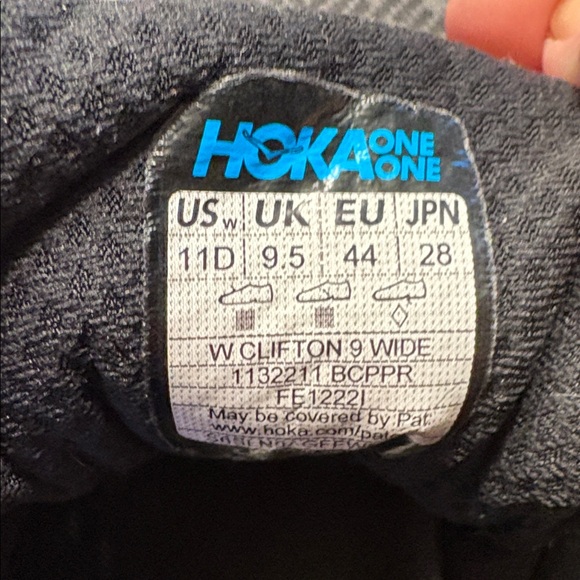 HOKA ONE ONE
US w UK EU JPN
11D 9.5 44 28
W CLIFTON 9 WIDE
1132211 BCPPR
FE1222I
May be covered by Pat.
www.hoka.com/pat